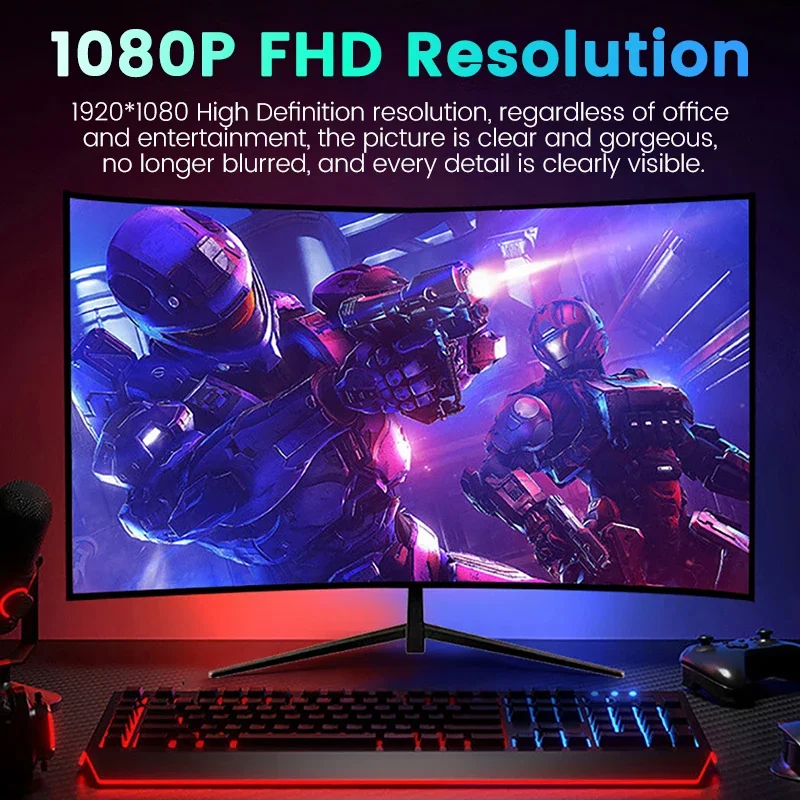 1080P FHD Resolution
1920*1080 High Definition resolution, regardless of office
and entertainment, the picture is clear and gorgeous,
no longer blurred, and every detail is clearly visible.